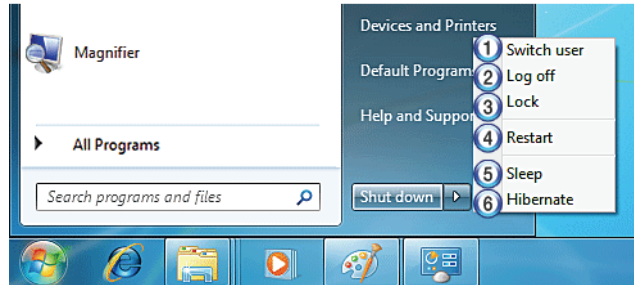 Devices and Printers
Magnifier
Default Program
Help and Suppor
All Programs
Search programs and files
Shut down
1 Switch user
2 Log off
3 Lock
4 Restart
5 Sleep
6 Hibernate